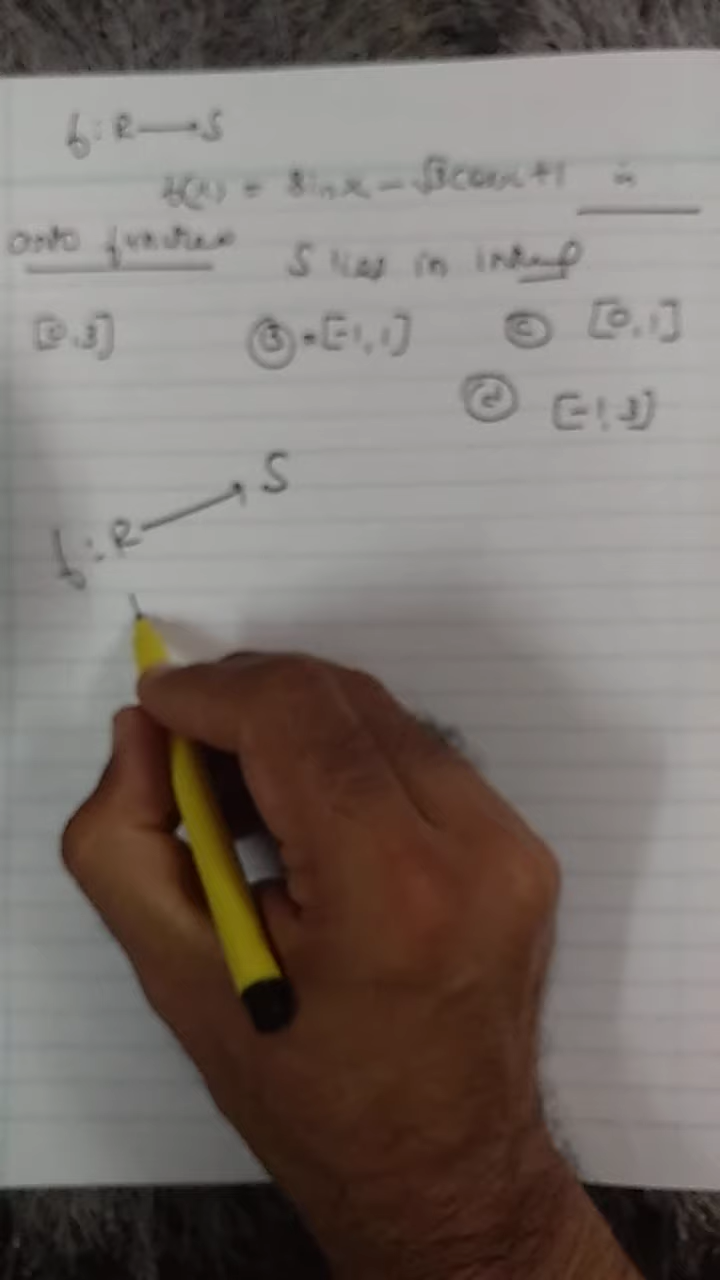 f : R → S
f(x) = sin x - √3 cos x + 1 is
onto function S lies in interval
[0,3] Ⓑ [-1,1] Ⓒ [0,1]
ⓓ [-1,3]
f : R → S